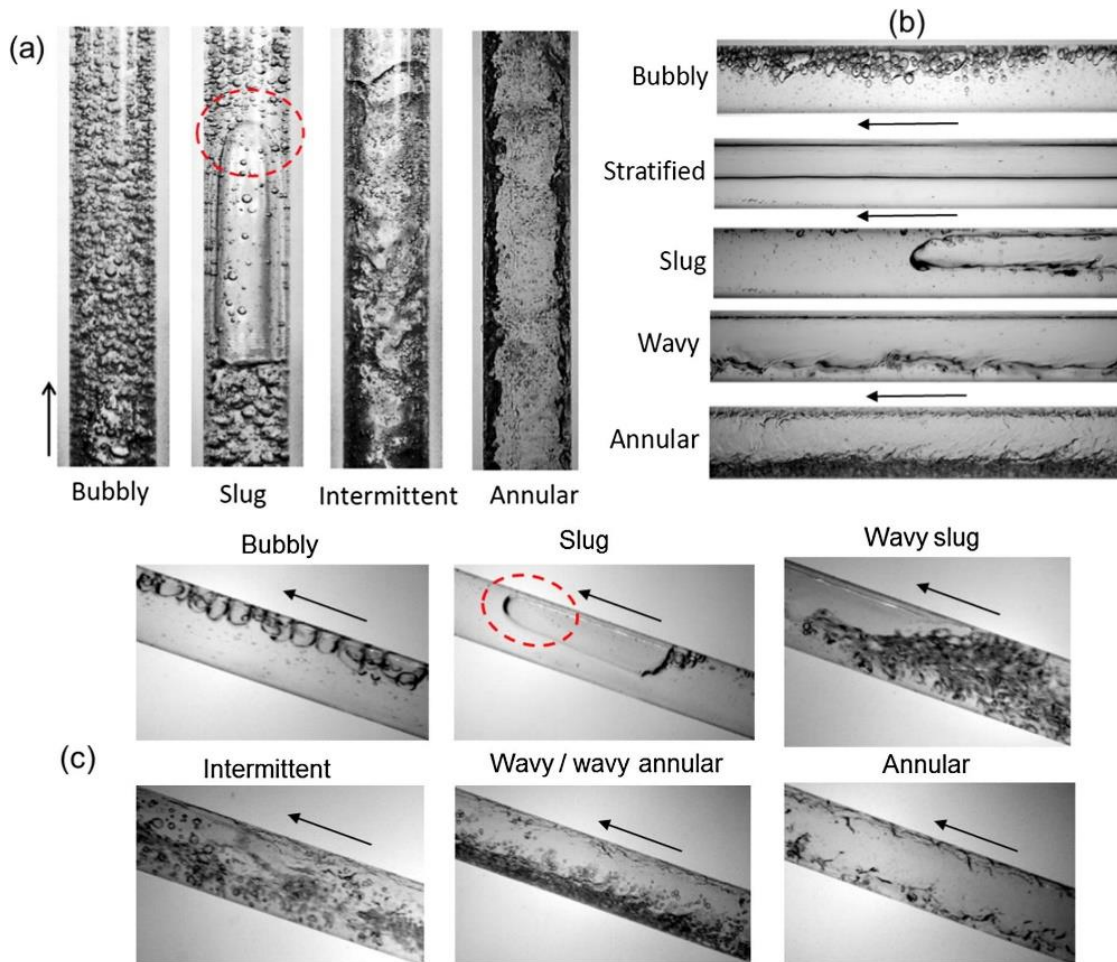 (a)
Bubbly
Slug
Intermittent
Annular
(b)
Bubbly
Stratified
Slug
Wavy
Annular
(c)
Bubbly
Slug
Wavy slug
Intermittent
Wavy / wavy annular
Annular